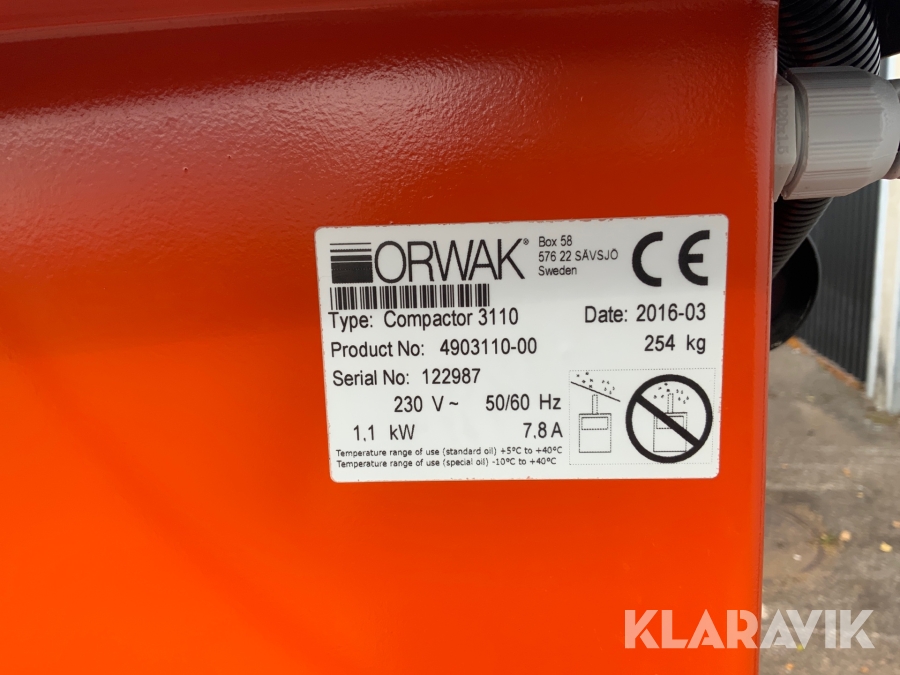 ORWAK®
Box 58
576 22 SÄVSJÖ
Sweden
CE
Type: Compactor 3110
Date: 2016-03
Product No: 4903110-00
254 kg
Serial No: 122987
230 V~ 50/60 Hz
1,1 kW 7,8 A
Temperature range of use (standard oil) +5°C to +40°C
Temperature range of use (special oil) -10°C to +40°C
KLARAVIK